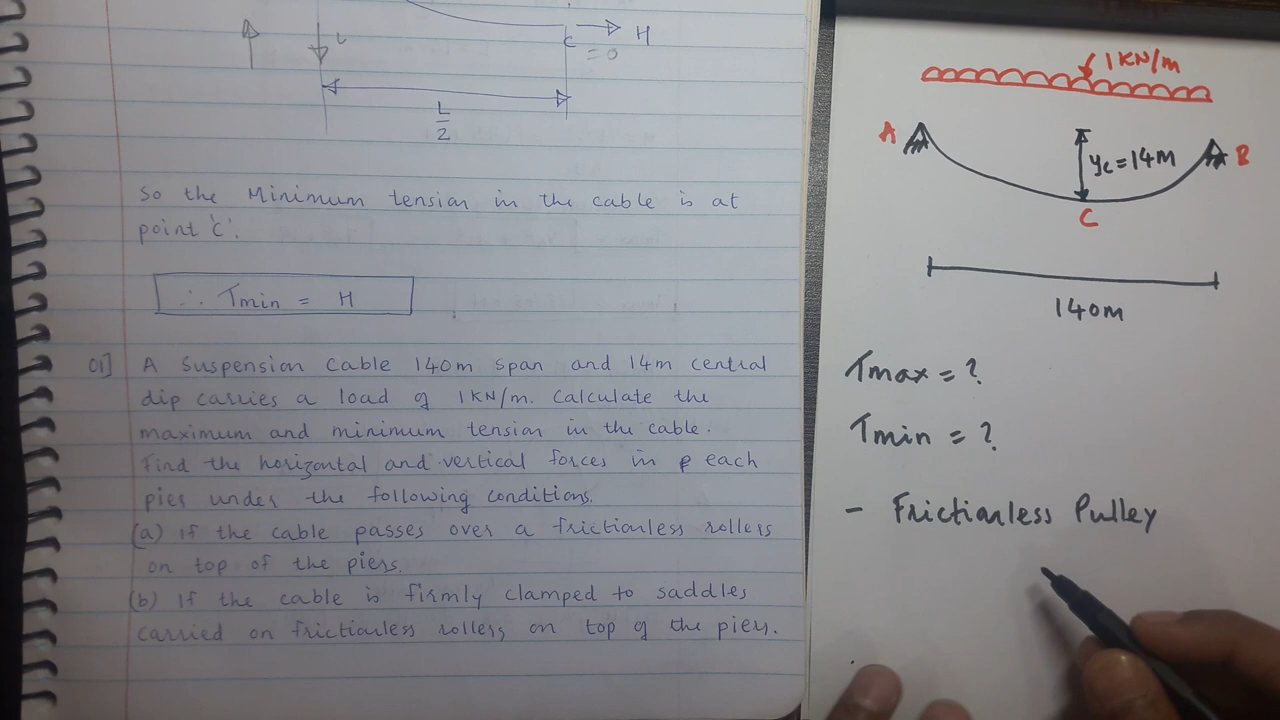 C
H
= 0
L
2
So the Minimum tension in the cable is at
point 'C'.
∴ Tmin = H
01] A Suspension Cable 140m span and 14m central
dip carries a load of 1KN/m. Calculate the
maximum and minimum tension in the cable.
Find the horizontal and vertical forces in each
pier under the following conditions.
(a) If the cable passes over a frictionless rollers
on top of the piers.
(b) If the cable is firmly clamped to saddles
carried on frictionless rollers on top of the piers.
1KN/m
A
yc=14M
B
C
140m
Tmax = ?
Tmin = ?
- Frictionless Pulley